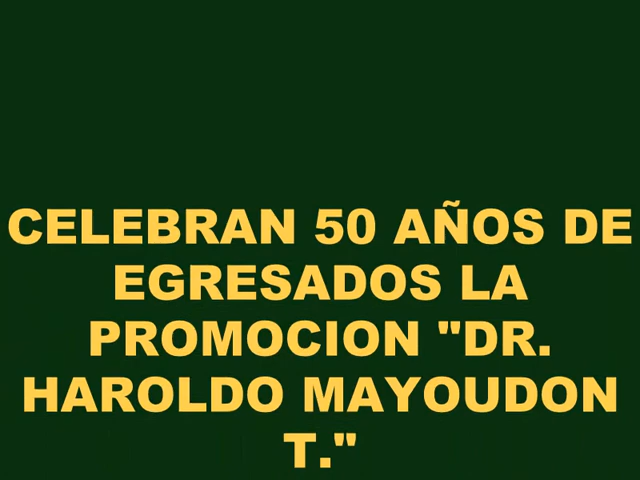 CELEBRAN 50 AÑOS DE
EGRESADOS LA
PROMOCION "DR.
HAROLDO MAYOUDON
T."